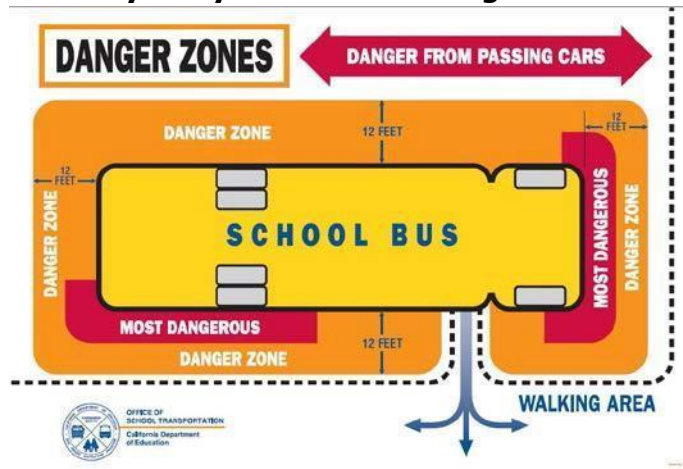 DANGER ZONES
DANGER FROM PASSING CARS
DANGER ZONE
12
FEET
12 FEET
12
FEET
DANGER ZONE
SCHOOL BUS
MOST DANGEROUS
DANGER ZONE
MOST DANGEROUS
12 FEET
DANGER ZONE
WALKING AREA
OFFICE OF
SCHOOL TRANSPORTATION
California Department
of Education